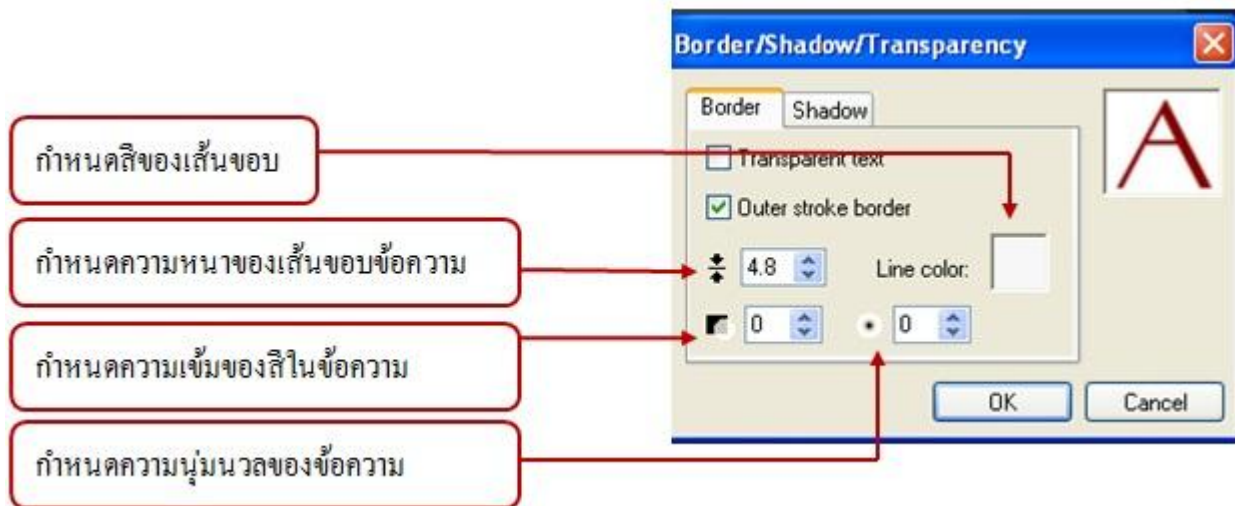 Border/Shadow/Transparency
Border Shadow
A
กำหนดสีของเส้นขอบ
Transparent text
Outer stroke border
กำหนดความหนาของเส้นขอบข้อความ
4.8 Line color:
0 0
กำหนดความเข้มของสีในข้อความ
OK Cancel
กำหนดความนุ่มนวลของข้อความ